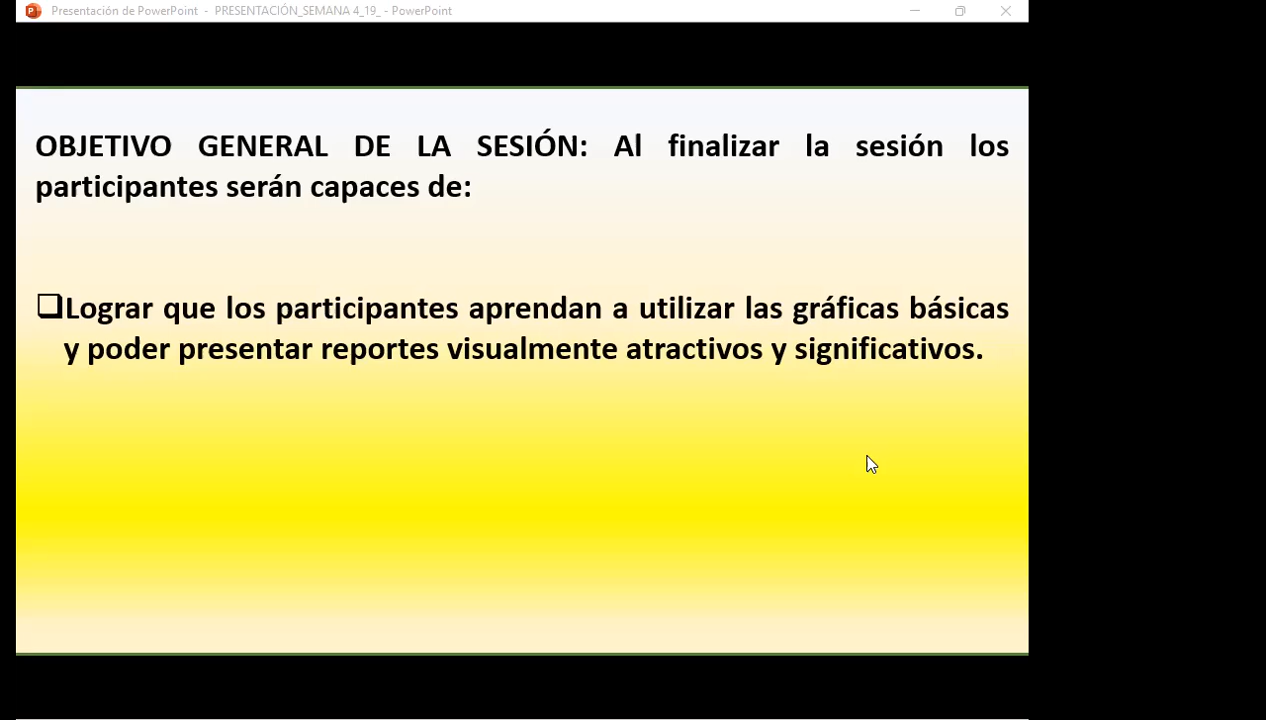 Presentación de PowerPoint - PRESENTACIÓN_SEMANA 4_19_ - PowerPoint
OBJETIVO GENERAL DE LA SESIÓN: Al finalizar la sesión los
participantes serán capaces de:
❑Lograr que los participantes aprendan a utilizar las gráficas básicas
y poder presentar reportes visualmente atractivos y significativos.